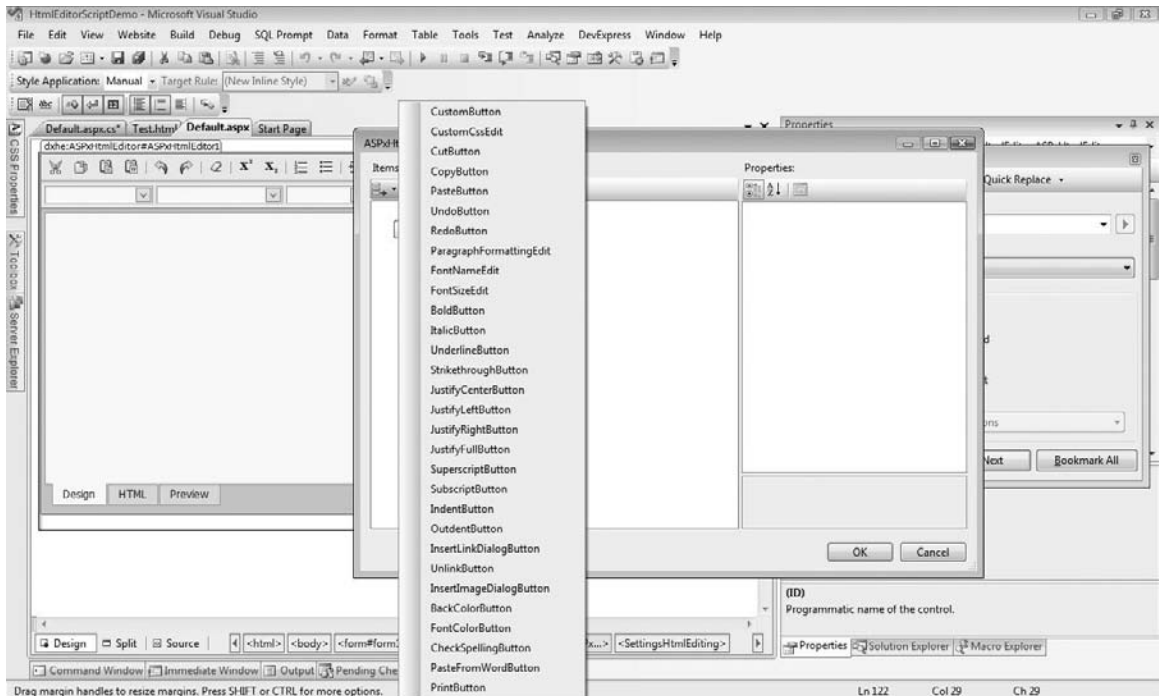 HtmlEditorScriptDemo - Microsoft Visual Studio
File Edit View Website Build Debug SQL Prompt Data Format Table Tools Test Analyze DevExpress Window Help
Style Application: Manual Target Rule: (New Inline Style)
Default.aspx.cs* Test.html* Default.aspx Start Page
dxhe:ASPxHtmlEditor#ASPxHtmlEditor1
CSS Properties
Toolbox
Server Explorer
Design HTML Preview
ASPxHt
Items
Properties:
CustomButton
CustomCssEdit
CutButton
CopyButton
PasteButton
UndoButton
RedoButton
ParagraphFormattingEdit
FontNameEdit
FontSizeEdit
BoldButton
ItalicButton
UnderlineButton
StrikethroughButton
JustifyCenterButton
JustifyLeftButton
JustifyRightButton
JustifyFullButton
SuperscriptButton
SubscriptButton
IndentButton
OutdentButton
InsertLinkDialogButton
UnlinkButton
InsertImageDialogButton
BackColorButton
FontColorButton
CheckSpellingButton
PasteFromWordButton
PrintButton
OK Cancel
Properties
Quick Replace
Next Bookmark All
(ID)
Programmatic name of the control.
Design Split Source <html> <body> <form#form <SettingsHtmlEditing>
Properties Solution Explorer Macro Explorer
Command Window Immediate Window Output Pending Che
Drag margin handles to resize margins. Press SHIFT or CTRL for more options.
Ln 122 Col 29 Ch 29